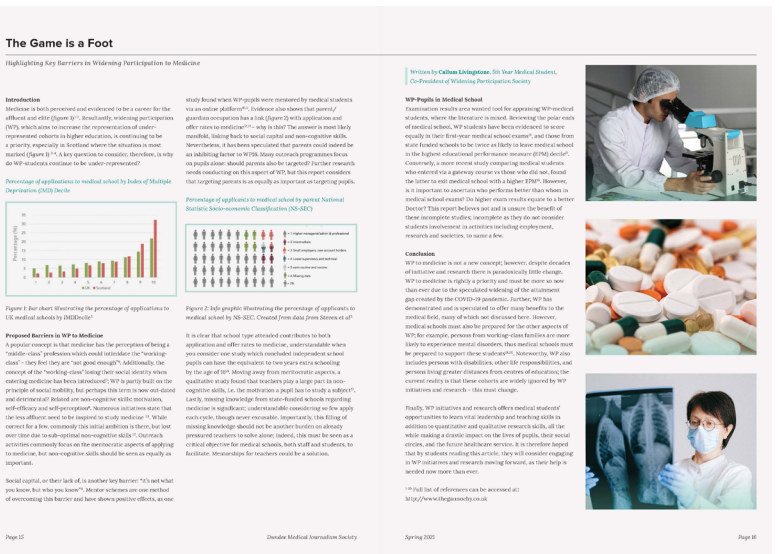 The Game is a Foot
Highlighting Key Barriers in Widening Participation to Medicine
Introduction
Medicine is both perceived and evidenced to be a career for the
affluent and elite (figure 1)
. Resultantly, widening participation
(WP), which aims to increase the representation of under-
represented cohorts in higher education, is continuing to be
a priority, especially in Scotland where the situation is most
marked (figure 1)
. A key question to consider, therefore, is why
do WP-students continue to be under-represented?
Percentage of applications to medical school by Index of Multiple
Deprivation (IMD) Decile
Percentage (%)
35
30
25
20
15
10
5
0
1 2 3 4 5 6 7 8 9 10
UK Scotland
Figure 1: Bar chart illustrating the percentage of applications to
UK medical schools by IMD Decile
Proposed Barriers in WP to Medicine
A popular concept is that medicine has the perception of being a
"middle-class" profession which could intimidate the "working-
class" - they feel they are "not good enough". Additionally, the
concept of the "working-class" losing their social identity when
entering medicine has been introduced; WP is partly built on the
principle of social mobility, but perhaps this term is now out-dated
and detrimental? Related are non-cognitive skills: motivation,
self-efficacy and self-perception. Numerous initiatives state that
the less affluent need to be inspired to study medicine. While
correct for a few, commonly this initial ambition is there, but lost
over time due to sub-optimal non-cognitive skills. Outreach
activities commonly focus on the meritocratic aspects of applying
to medicine, but non-cognitive skills should be seen as equally as
important.
Social capital, or their lack of, is another key barrier: "it's not what
you know, but who you know". Mentor schemes are one method
of overcoming this barrier and have shown positive effects, as one
study found when WP-pupils were mentored by medical students
via an online platform. Evidence also shows that parent/
guardian occupation has a link (figure 2) with application and
offer rates to medicine - why is this? The answer is most likely
manifold, linking back to social capital and non-cognitive skills.
Nevertheless, it has been speculated that parents could indeed be
an inhibiting factor to WPIB. Many outreach programmes focus
on pupils alone: should parents also be targeted? Further research
needs conducting on this aspect of WP, but this report considers
that targeting parents is as equally as important as targeting pupils.
Percentage of applicants to medical school by parent National
Statistic Socio-economic Classification (NS-SEC)
Figure 2: Info-graphic illustrating the percentage of applicants to
medical school by NS-SEC. Created from data from Steven et al
It is clear that school type attended contributes to both
application and offer rates to medicine, understandable when
you consider one study which concluded independent school
pupils can have the equivalent to two years extra schooling
by the age of 16. Moving away from meritocratic aspects, a
qualitative study found that teachers play a large part in non-
cognitive skills, i.e. the motivation a pupil has to study a subject.
Lastly, missing knowledge from state-funded schools regarding
medicine is significant; understandable considering so few apply
each cycle, though never excusable. Importantly, this filling of
missing knowledge should not be another burden on already
pressured teachers to solve alone; indeed, this must be seen as a
critical objective for medical schools, both staff and students, to
facilitate. Mentorships for teachers could be a solution.
Page 15
Dundee Medical Journalism Society
Written by Callum Livingstone, 5th Year Medical Student,
Co-President of Widening Participation Society
WP-Pupils in Medical School
Examination results area wanted tool for appraising WP-medical
students, where the literature is mixed. Reviewing the polar ends
of medical school, WP students have been evidenced to score
equally in their first-year medical school exams, and those from
state funded schools to be twice as likely to leave medical school
in the highest educational performance measure (EPM) decile.
Conversely, a more recent study comparing medical students
who entered via a gateway course vs those who did not, found
the latter to exit medical school with a higher EPM. However,
is it important to ascertain who performs better than whom in
medical school exams? Do higher exam results equate to a better
Doctor? This report believes not and is unsure the benefit of
these incomplete studies; incomplete as they do not consider
students involvement in activities including employment,
research and societies, to name a few.
Conclusion
WP to medicine is not a new concept; however, despite decades
of initiative and research there is paradoxically little change.
WP to medicine is rightly a priority and must be more so now
than ever due to the speculated widening of the attainment
gap created by the COVID-19 pandemic. Further, WP has
demonstrated and is speculated to offer many benefits to the
medical field, many of which not discussed here. However,
medical schools must also be prepared for the other aspects of
WP; for example, persons from working-class families are more
likely to experience mental disorders, thus medical schools must
be prepared to support these students. Noteworthy, WP also
includes persons with disabilities, other life responsibilities, and
persons living greater distances from centres of education; the
current reality is that these cohorts are widely ignored by WP
initiatives and research - this must change.
Finally, WP initiatives and research offers medical students'
opportunities to learn vital leadership and teaching skills in
addition to quantitative and qualitative research skills, all the
while making a drastic impact on the lives of pupils, their social
circles, and the future healthcare service. It is therefore hoped
that by students reading this article, they will consider engaging
in WP initiatives and research moving forward, as their help is
needed now more than ever.
Full list of references can be accessed at:
Spring 2021
Page 16